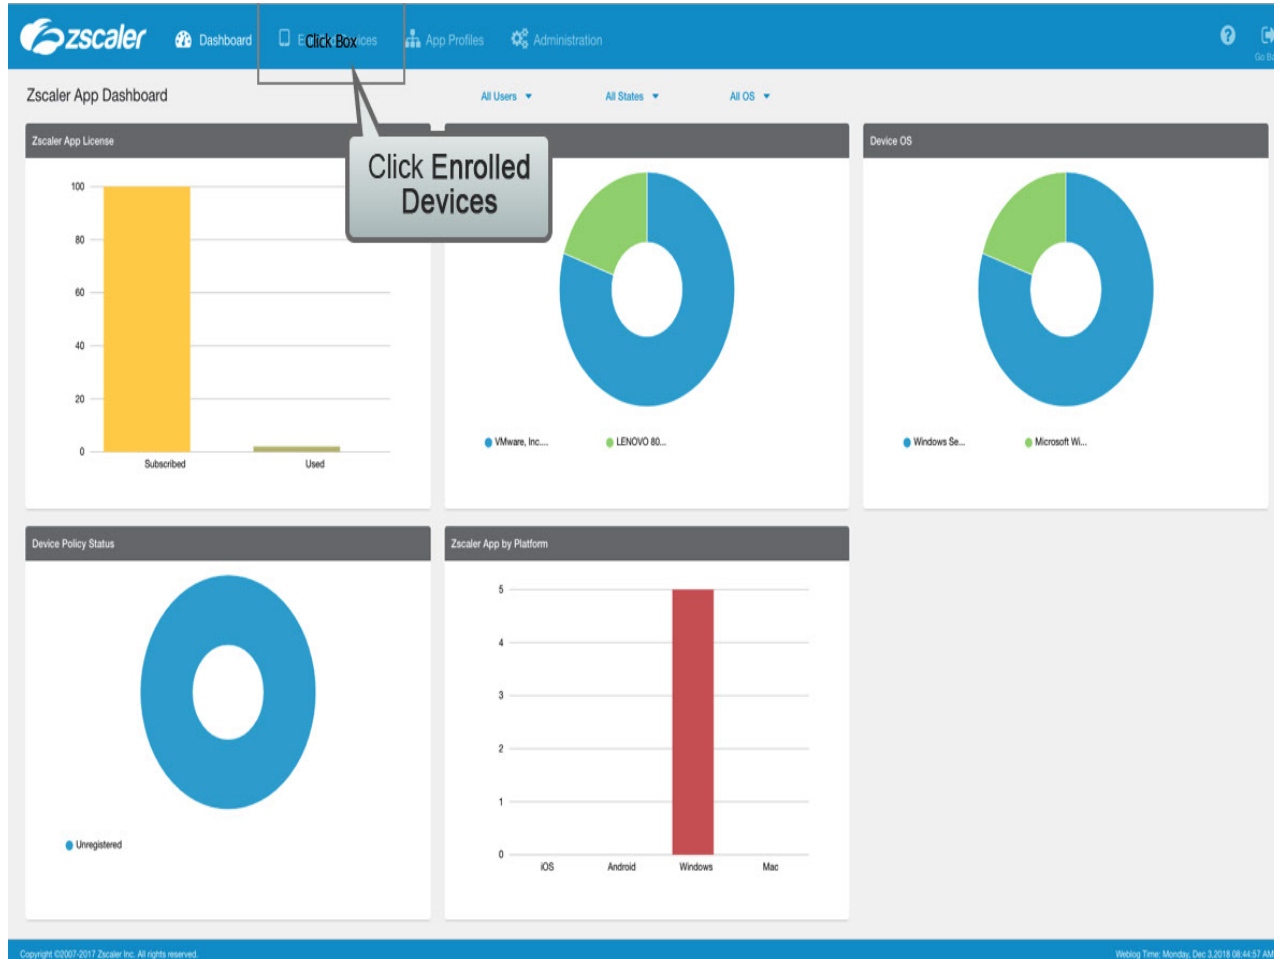 zscaler
Dashboard
Click Box
App Profiles
Administration
Zscaler App Dashboard
All Users
All States
All OS
Click Enrolled
Devices
Zscaler App License
100
80
60
40
20
0
Subscribed
Used
VMware, Inc....
LENOVO 80...
Device OS
Windows Se...
Microsoft Wi...
Device Policy Status
Unregistered
Zscaler App by Platform
5
4
3
2
1
0
iOS
Android
Windows
Mac
Copyright ©2007-2017 Zscaler Inc. All rights reserved.
Weblog Time: Monday, Dec 3,2018 08:44:57 AM